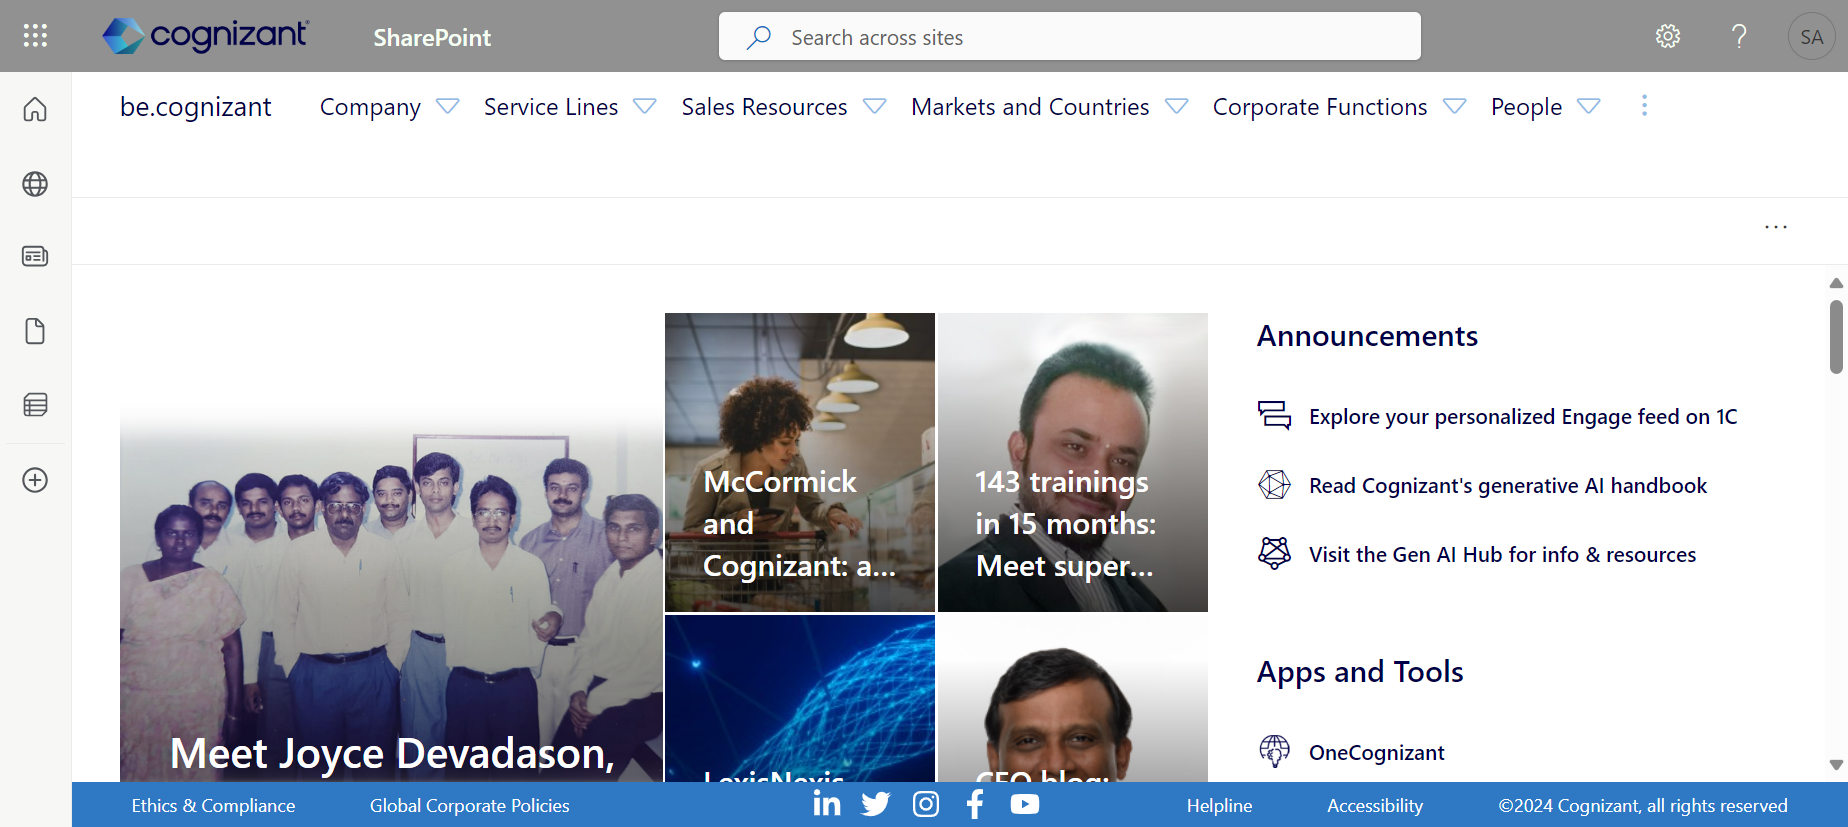 cognizant
SharePoint
Search across sites
SA
be.cognizant
Company
Service Lines
Sales Resources
Markets and Countries
Corporate Functions
People
McCormick
and
Cognizant: a...
143 trainings
in 15 months:
Meet super...
Meet Joyce Devadason,
LexisNexis
CEO blog:
Announcements
Explore your personalized Engage feed on 1C
Read Cognizant's generative AI handbook
Visit the Gen AI Hub for info & resources
Apps and Tools
OneCognizant
Ethics & Compliance
Global Corporate Policies
Helpline
Accessibility
©2024 Cognizant, all rights reserved